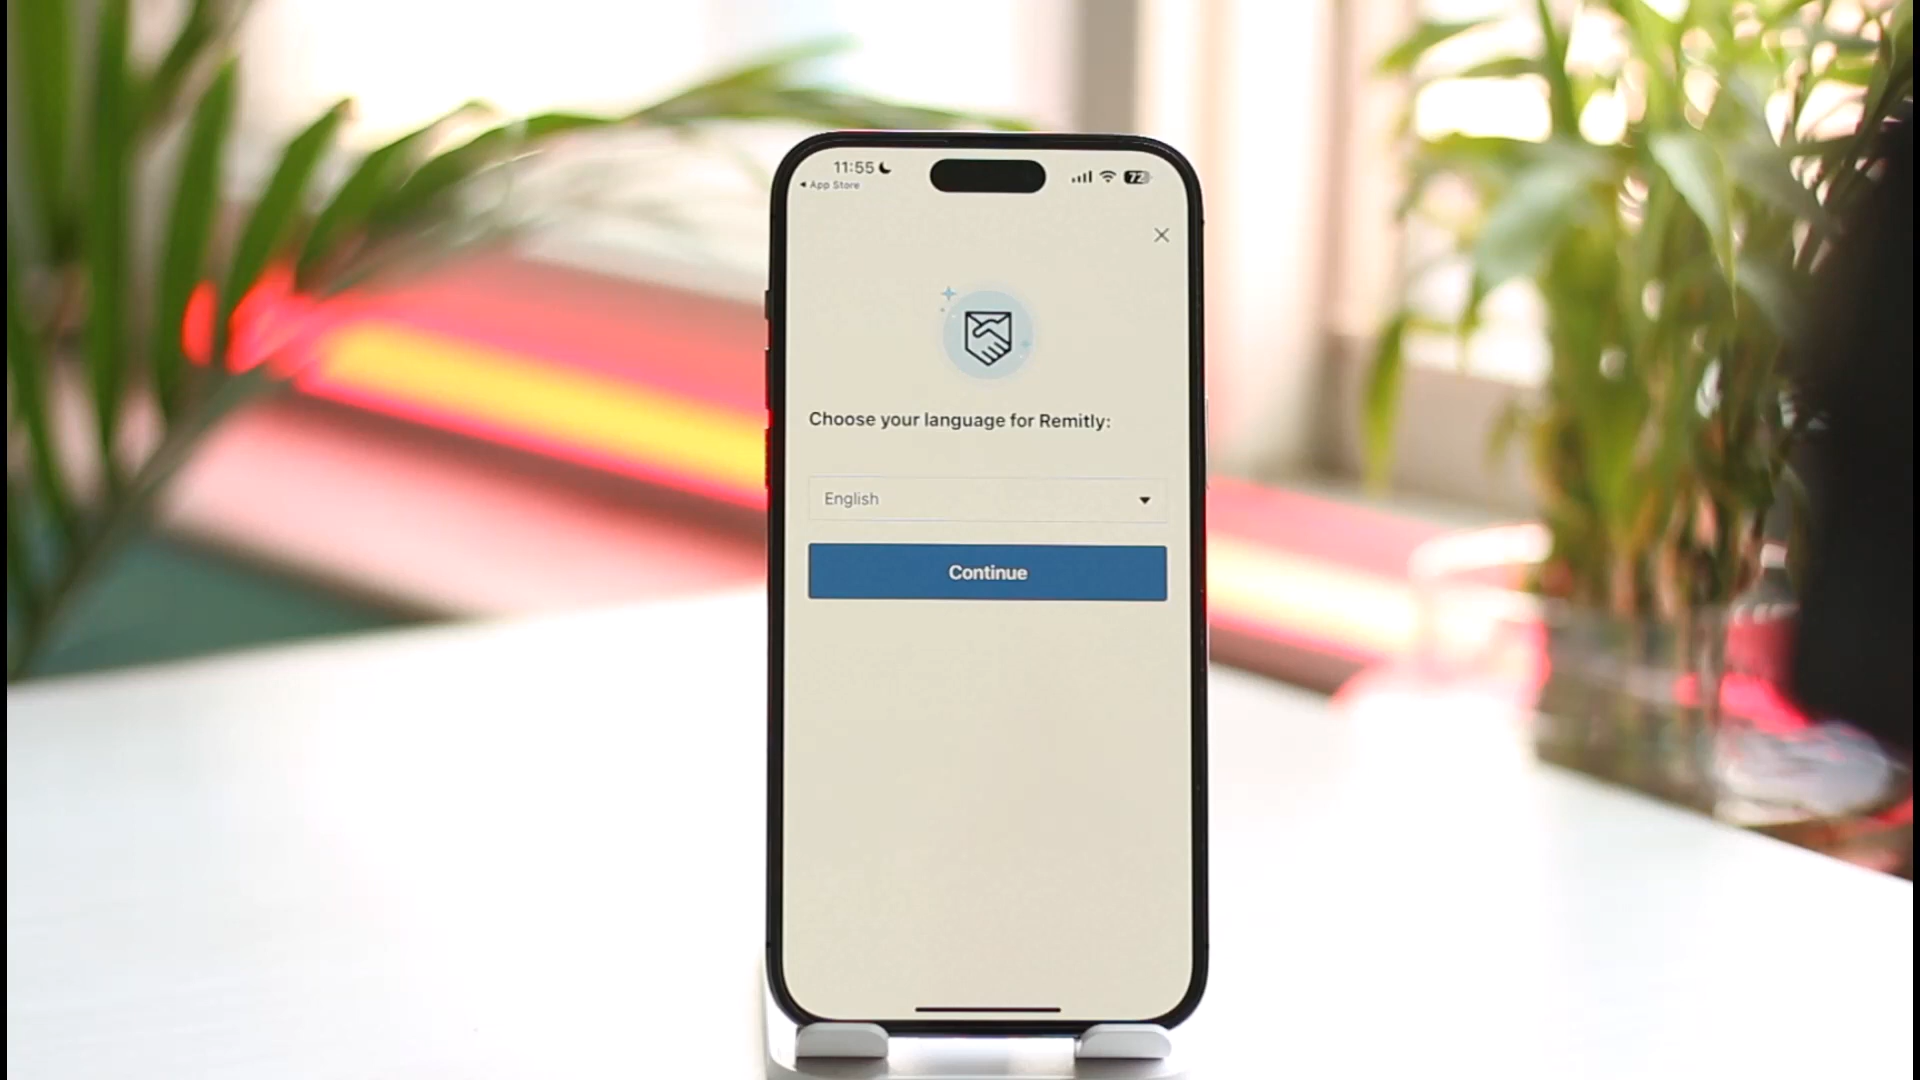 11:55
72
◂ App Store
Choose your language for Remitly:
English
Continue